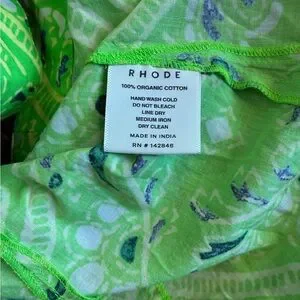 RHODE
100% ORGANIC COTTON
HAND WASH COLD
DO NOT BLEACH
LINE DRY
MEDIUM IRON
DRY CLEAN
MADE IN INDIA
RN # 142846